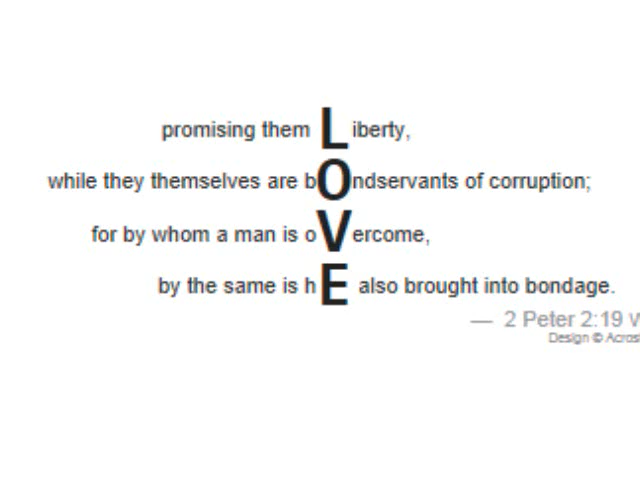 promising them Liberty,
while they themselves are bOndservants of corruption;
for by whom a man is oVercome,
by the same is hE also brought into bondage.
— 2 Peter 2:19
Design ©